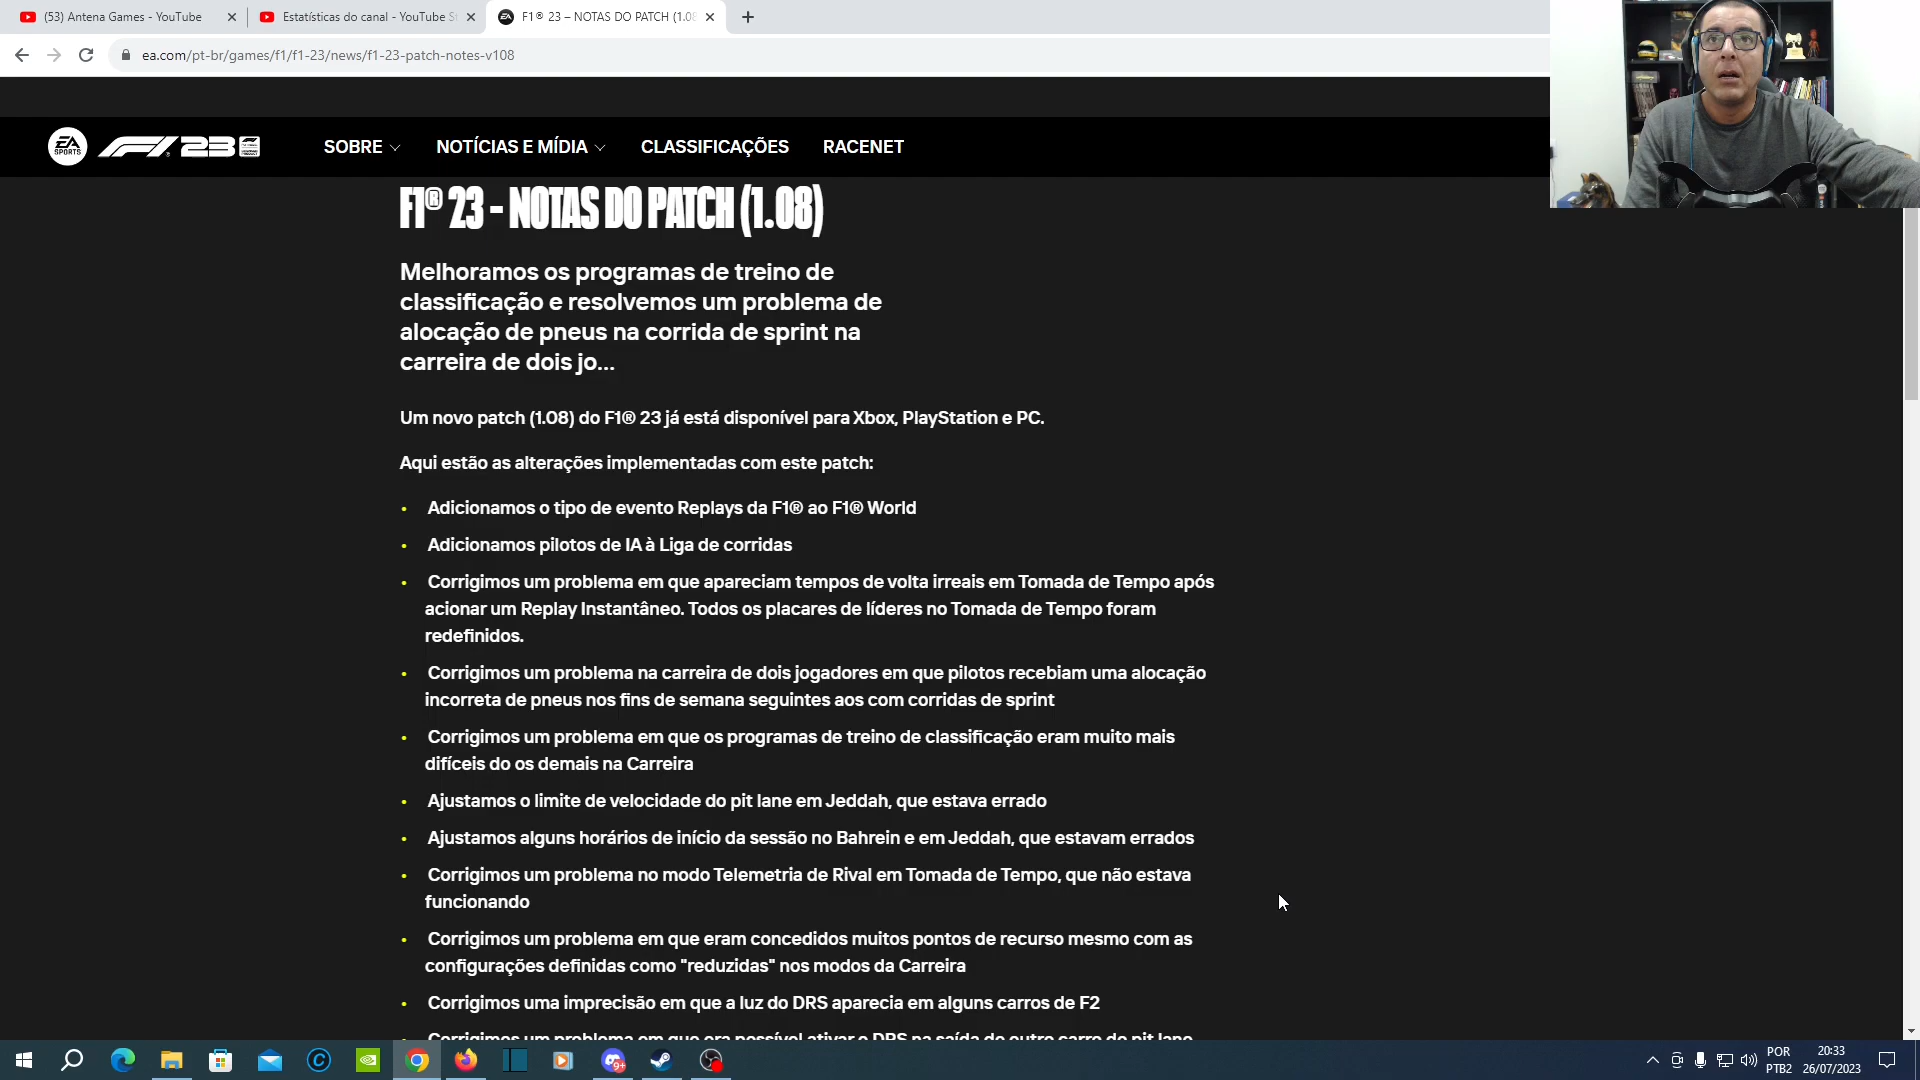 (53) Antena Games - YouTube
Estatísticas do canal - YouTube S
F1® 23 – NOTAS DO PATCH (1.08
ea.com/pt-br/games/f1/f1-23/news/f1-23-patch-notes-v108
EA SPORTS
F1 23
SOBRE
NOTÍCIAS E MÍDIA
CLASSIFICAÇÕES
RACENET
F1® 23 - NOTAS DO PATCH (1.08)
Melhoramos os programas de treino de
classificação e resolvemos um problema de
alocação de pneus na corrida de sprint na
carreira de dois jo...
Um novo patch (1.08) do F1® 23 já está disponível para Xbox, PlayStation e PC.
Aqui estão as alterações implementadas com este patch:
• Adicionamos o tipo de evento Replays da F1® ao F1® World
• Adicionamos pilotos de IA à Liga de corridas
• Corrigimos um problema em que apareciam tempos de volta irreais em Tomada de Tempo após
acionar um Replay Instantâneo. Todos os placares de líderes no Tomada de Tempo foram
redefinidos.
• Corrigimos um problema na carreira de dois jogadores em que pilotos recebiam uma alocação
incorreta de pneus nos fins de semana seguintes aos com corridas de sprint
• Corrigimos um problema em que os programas de treino de classificação eram muito mais
difíceis do os demais na Carreira
• Ajustamos o limite de velocidade do pit lane em Jeddah, que estava errado
• Ajustamos alguns horários de início da sessão no Bahrein e em Jeddah, que estavam errados
• Corrigimos um problema no modo Telemetria de Rival em Tomada de Tempo, que não estava
funcionando
• Corrigimos um problema em que eram concedidos muitos pontos de recurso mesmo com as
configurações definidas como "reduzidas" nos modos da Carreira
• Corrigimos uma imprecisão em que a luz do DRS aparecia em alguns carros de F2
• Corrigimos um problema em que era possível ativar o DRS na saída de outro carro do pit lane
9+
POR
PTB2
20:33
26/07/2023